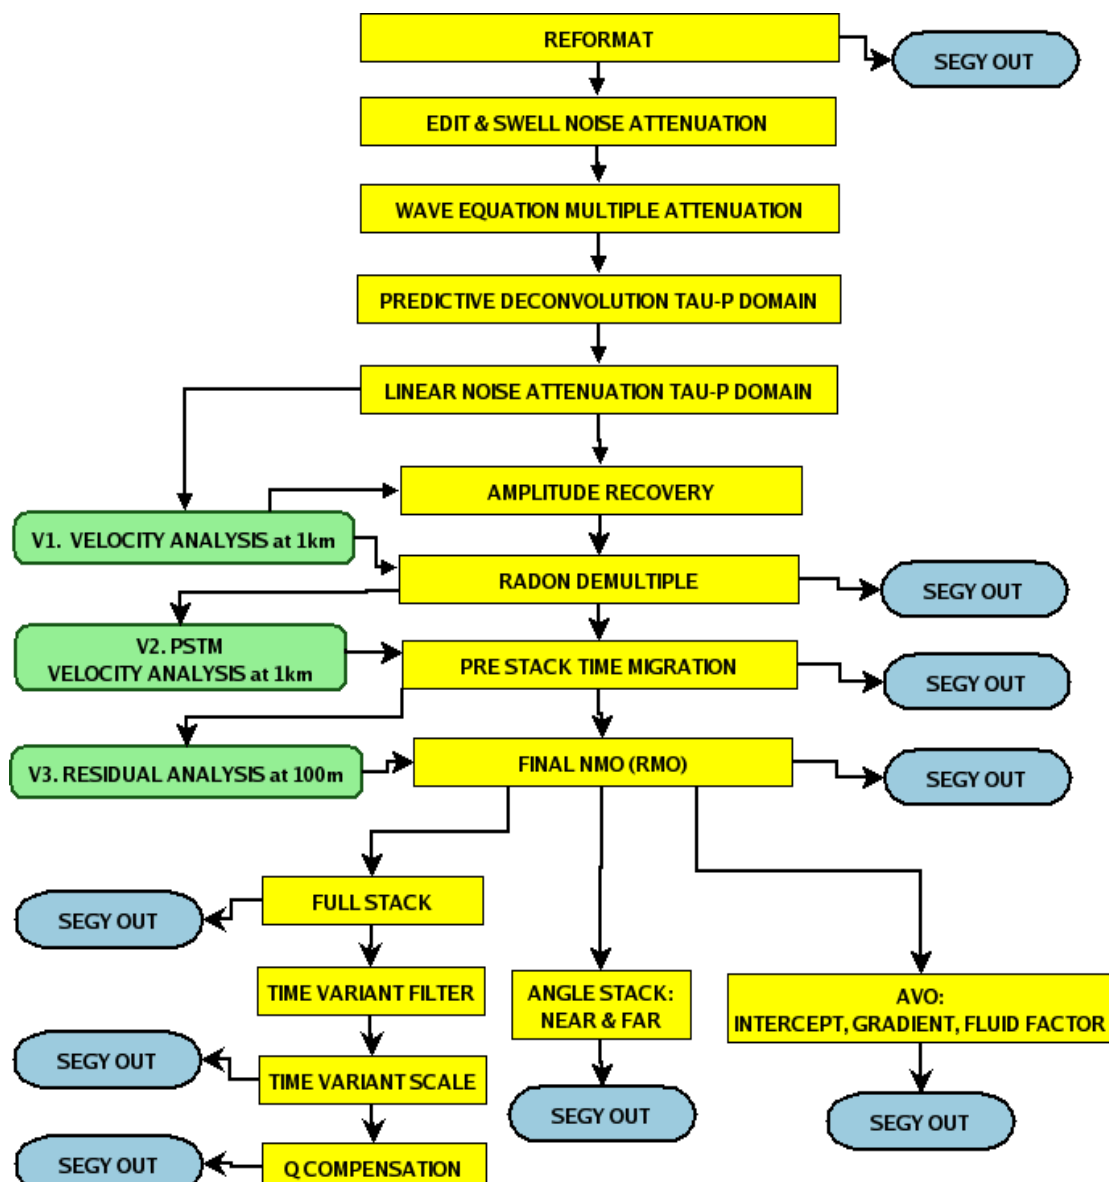 REFORMAT
SEGY OUT
EDIT & SWELL NOISE ATTENUATION
WAVE EQUATION MULTIPLE ATTENUATION
PREDICTIVE DECONVOLUTION TAU-P DOMAIN
LINEAR NOISE ATTENUATION TAU-P DOMAIN
AMPLITUDE RECOVERY
V1. VELOCITY ANALYSIS at 1km
RADON DEMULTIPLE
SEGY OUT
V2. PSTM
VELOCITY ANALYSIS at 1km
PRE STACK TIME MIGRATION
SEGY OUT
V3. RESIDUAL ANALYSIS at 100m
FINAL NMO (RMO)
SEGY OUT
FULL STACK
SEGY OUT
TIME VARIANT FILTER
ANGLE STACK:
NEAR & FAR
AVO:
INTERCEPT, GRADIENT, FLUID FACTOR
SEGY OUT
TIME VARIANT SCALE
SEGY OUT
SEGY OUT
SEGY OUT
Q COMPENSATION